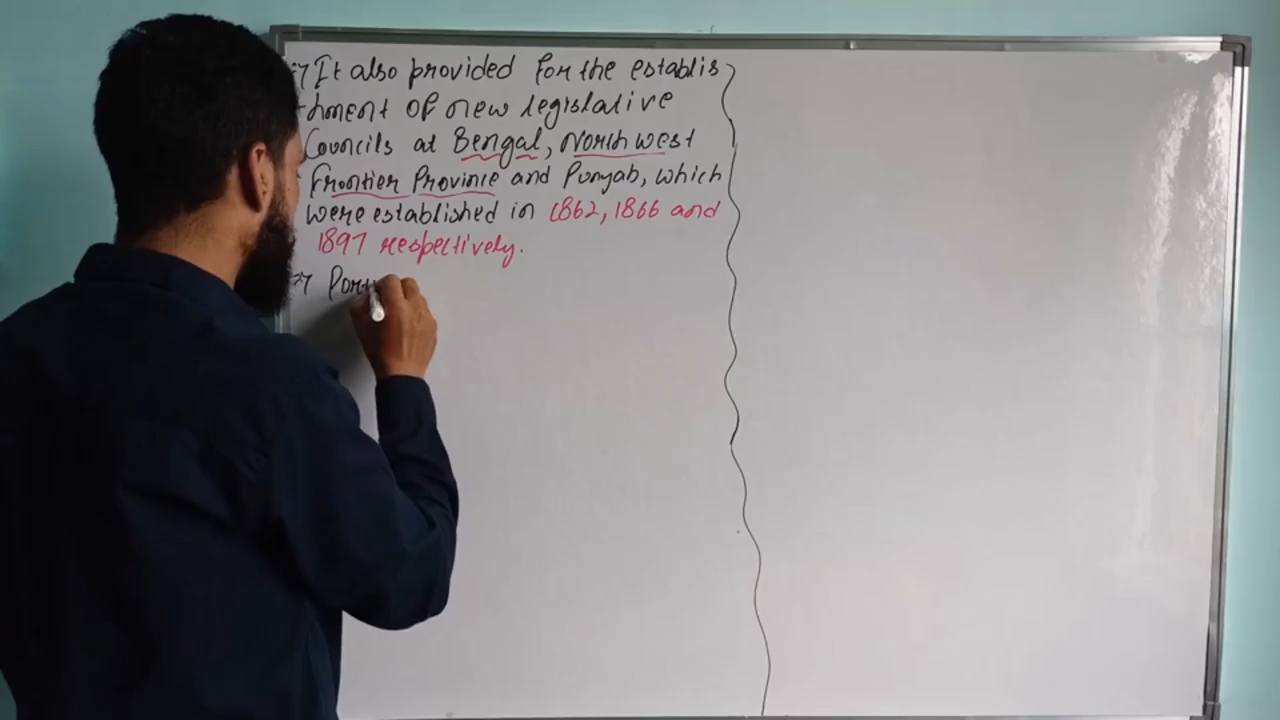 It also provided for the establis
hment of new legislative
Councils at Bengal, North west
Frontier Province and Punjab, which
were established in 1862, 1866 and
1897 respectively.